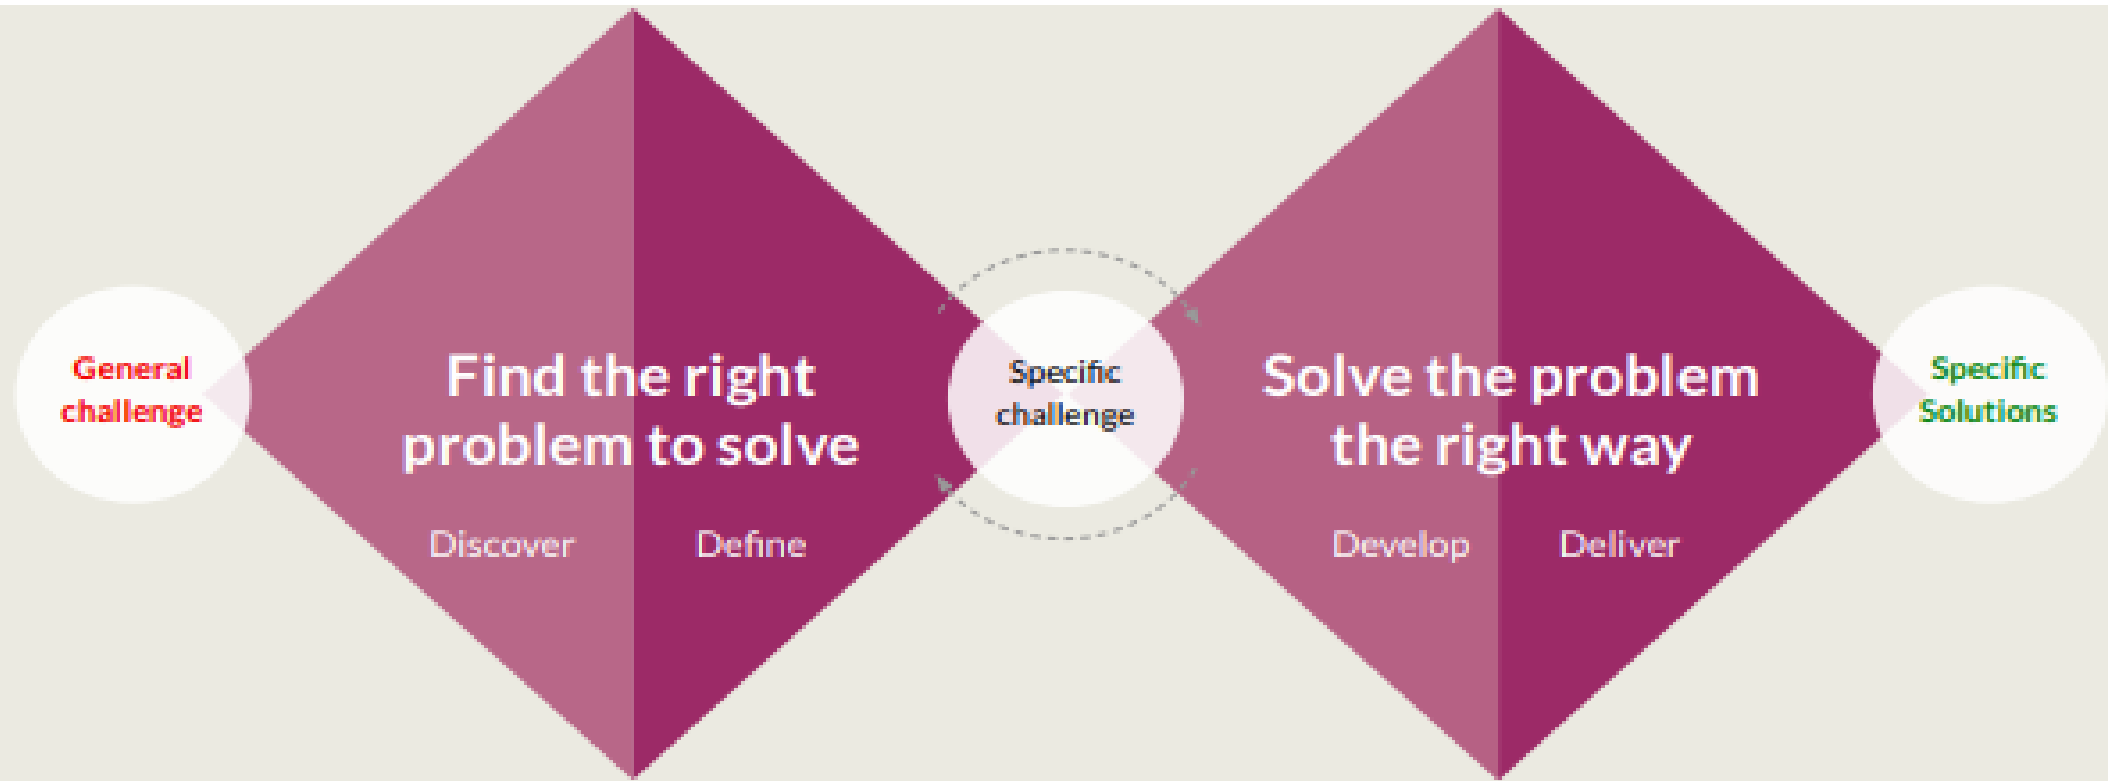 General
challenge
Find the right
problem to solve
Discover
Define
Specific
challenge
Solve the problem
the right way
Develop
Deliver
Specific
Solutions